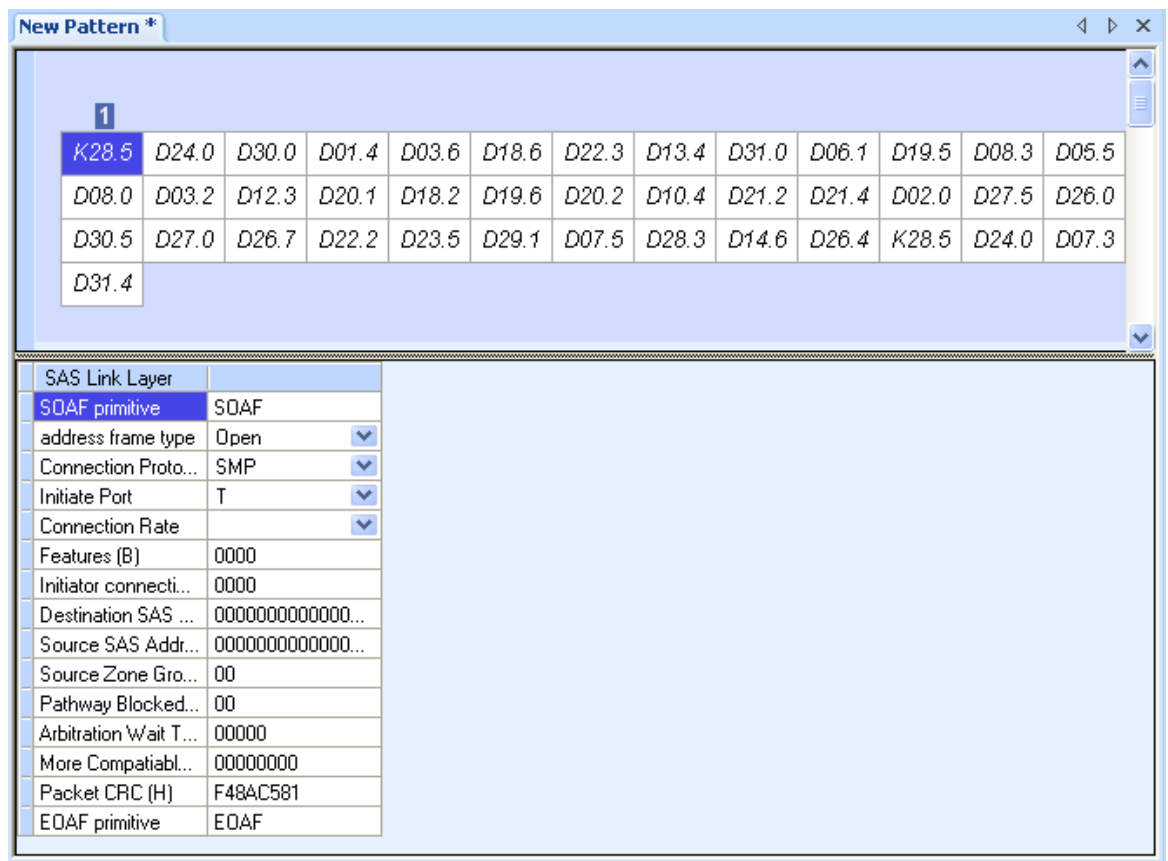 New Pattern *
1
K28.5 D24.0 D30.0 D01.4 D03.6 D18.6 D22.3 D13.4 D31.0 D06.1 D19.5 D08.3 D05.5
D08.0 D03.2 D12.3 D20.1 D18.2 D19.6 D20.2 D10.4 D21.2 D21.4 D02.0 D27.5 D26.0
D30.5 D27.0 D26.7 D22.2 D23.5 D29.1 D07.5 D28.3 D14.6 D26.4 K28.5 D24.0 D07.3
D31.4
SAS Link Layer
SOAF primitive SOAF
address frame type Open
Connection Proto... SMP
Initiate Port T
Connection Rate
Features (B) 0000
Initiator connecti... 0000
Destination SAS ... 0000000000000...
Source SAS Addr... 0000000000000...
Source Zone Gro... 00
Pathway Blocked... 00
Arbitration Wait T... 00000
More Compatiabl... 00000000
Packet CRC (H) F48AC581
EOAF primitive EOAF